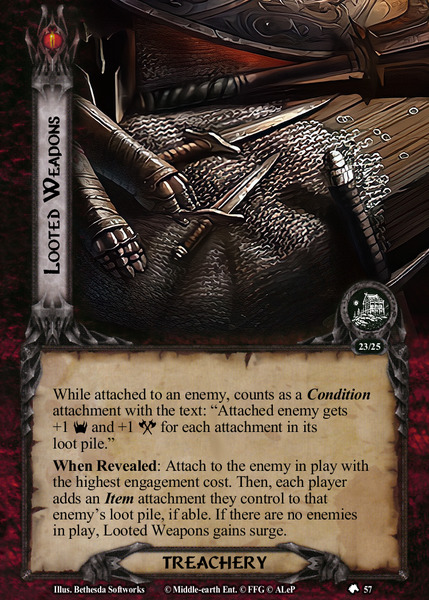 LOOTED WEAPONS
23/25
While attached to an enemy, counts as a Condition
attachment with the text: “Attached enemy gets
+1 and +1 for each attachment in its
loot pile.”
When Revealed: Attach to the enemy in play with
the highest engagement cost. Then, each player
adds an Item attachment they control to that
enemy’s loot pile, if able. If there are no enemies
in play, Looted Weapons gains surge.
TREACHERY
Illus. Bethesda Softworks © Middle-earth Ent. © FFG © ALeP 57